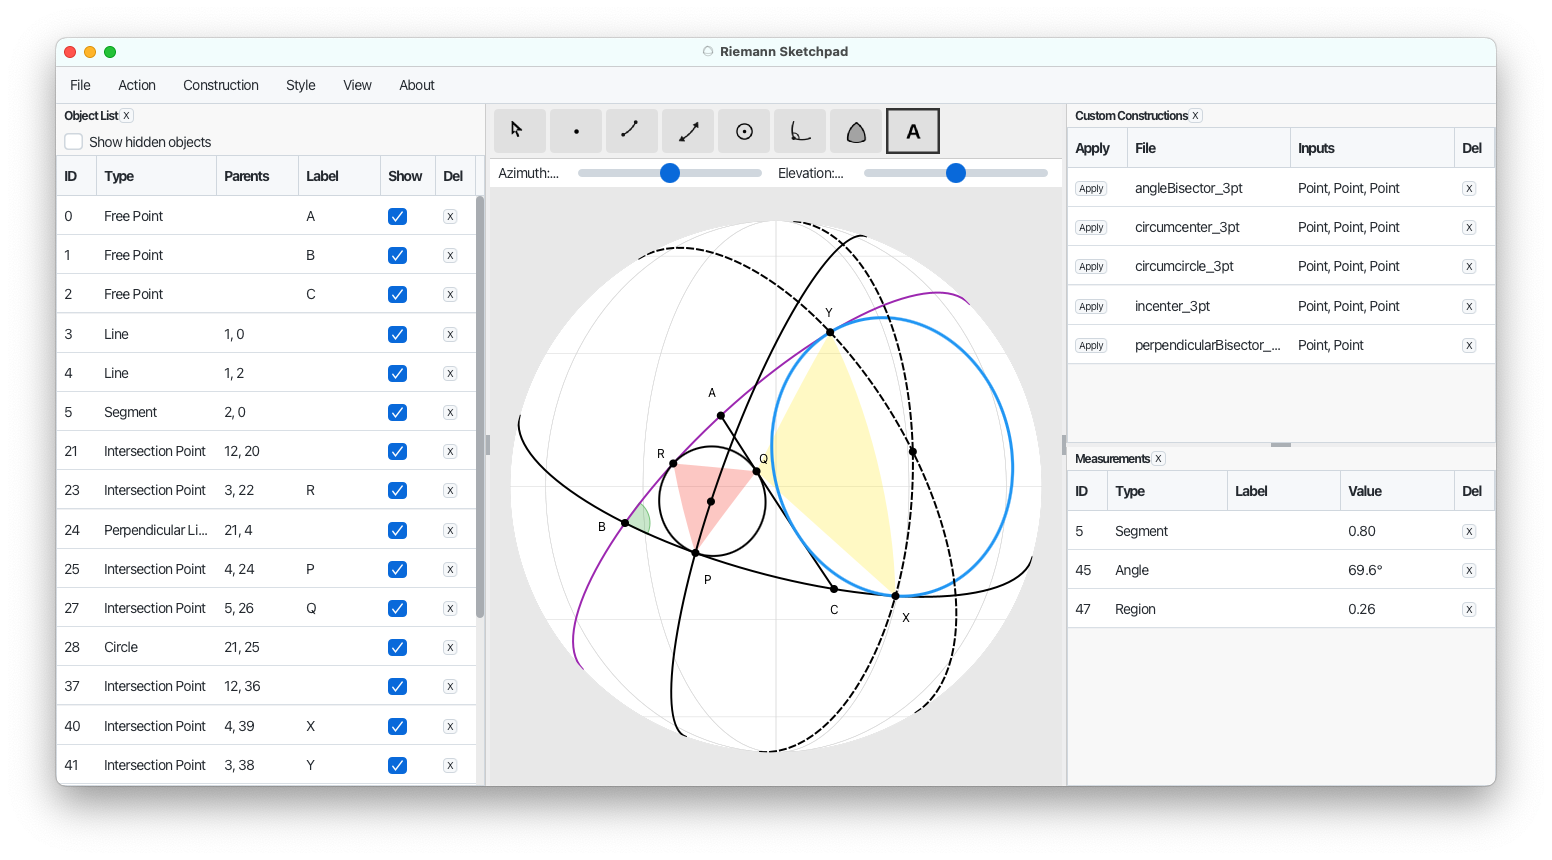 Riemann Sketchpad
File Action Construction Style View About
Object List X
Show hidden objects
ID Type Parents Label Show Del
0 Free Point A X
1 Free Point B X
2 Free Point C X
3 Line 1, 0 X
4 Line 1, 2 X
5 Segment 2, 0 X
21 Intersection Point 12, 20 X
23 Intersection Point 3, 22 R X
24 Perpendicular Li... 21, 4 X
25 Intersection Point 4, 24 P X
27 Intersection Point 5, 26 Q X
28 Circle 21, 25 X
37 Intersection Point 12, 36 X
40 Intersection Point 4, 39 X X
41 Intersection Point 3, 38 Y X
A
Azimuth:... Elevation:...
Y
A
R
Q
B
P
C
X
Custom Constructions X
Apply File Inputs Del
Apply angleBisector_3pt Point, Point, Point X
Apply circumcenter_3pt Point, Point, Point X
Apply circumcircle_3pt Point, Point, Point X
Apply incenter_3pt Point, Point, Point X
Apply perpendicularBisector_... Point, Point X
Measurements X
ID Type Label Value Del
5 Segment 0.80 X
45 Angle 69.6° X
47 Region 0.26 X